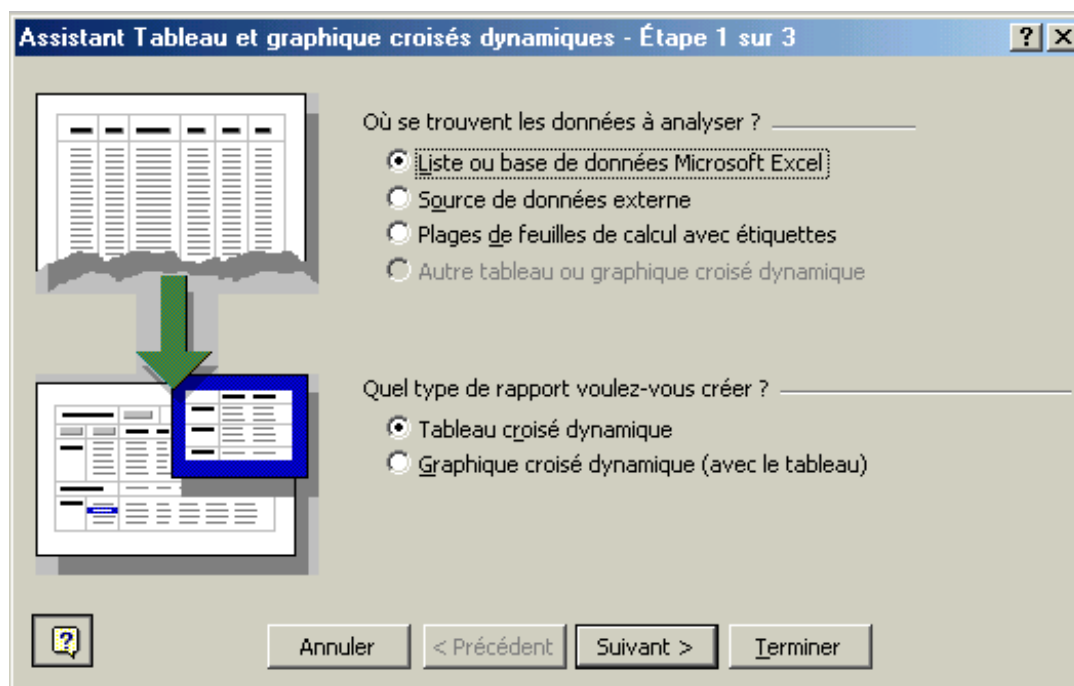 Assistant Tableau et graphique croisés dynamiques - Étape 1 sur 3
Où se trouvent les données à analyser ?
Liste ou base de données Microsoft Excel
Source de données externe
Plages de feuilles de calcul avec étiquettes
Autre tableau ou graphique croisé dynamique
Quel type de rapport voulez-vous créer ?
Tableau croisé dynamique
Graphique croisé dynamique (avec le tableau)
Annuler < Précédent Suivant > Terminer